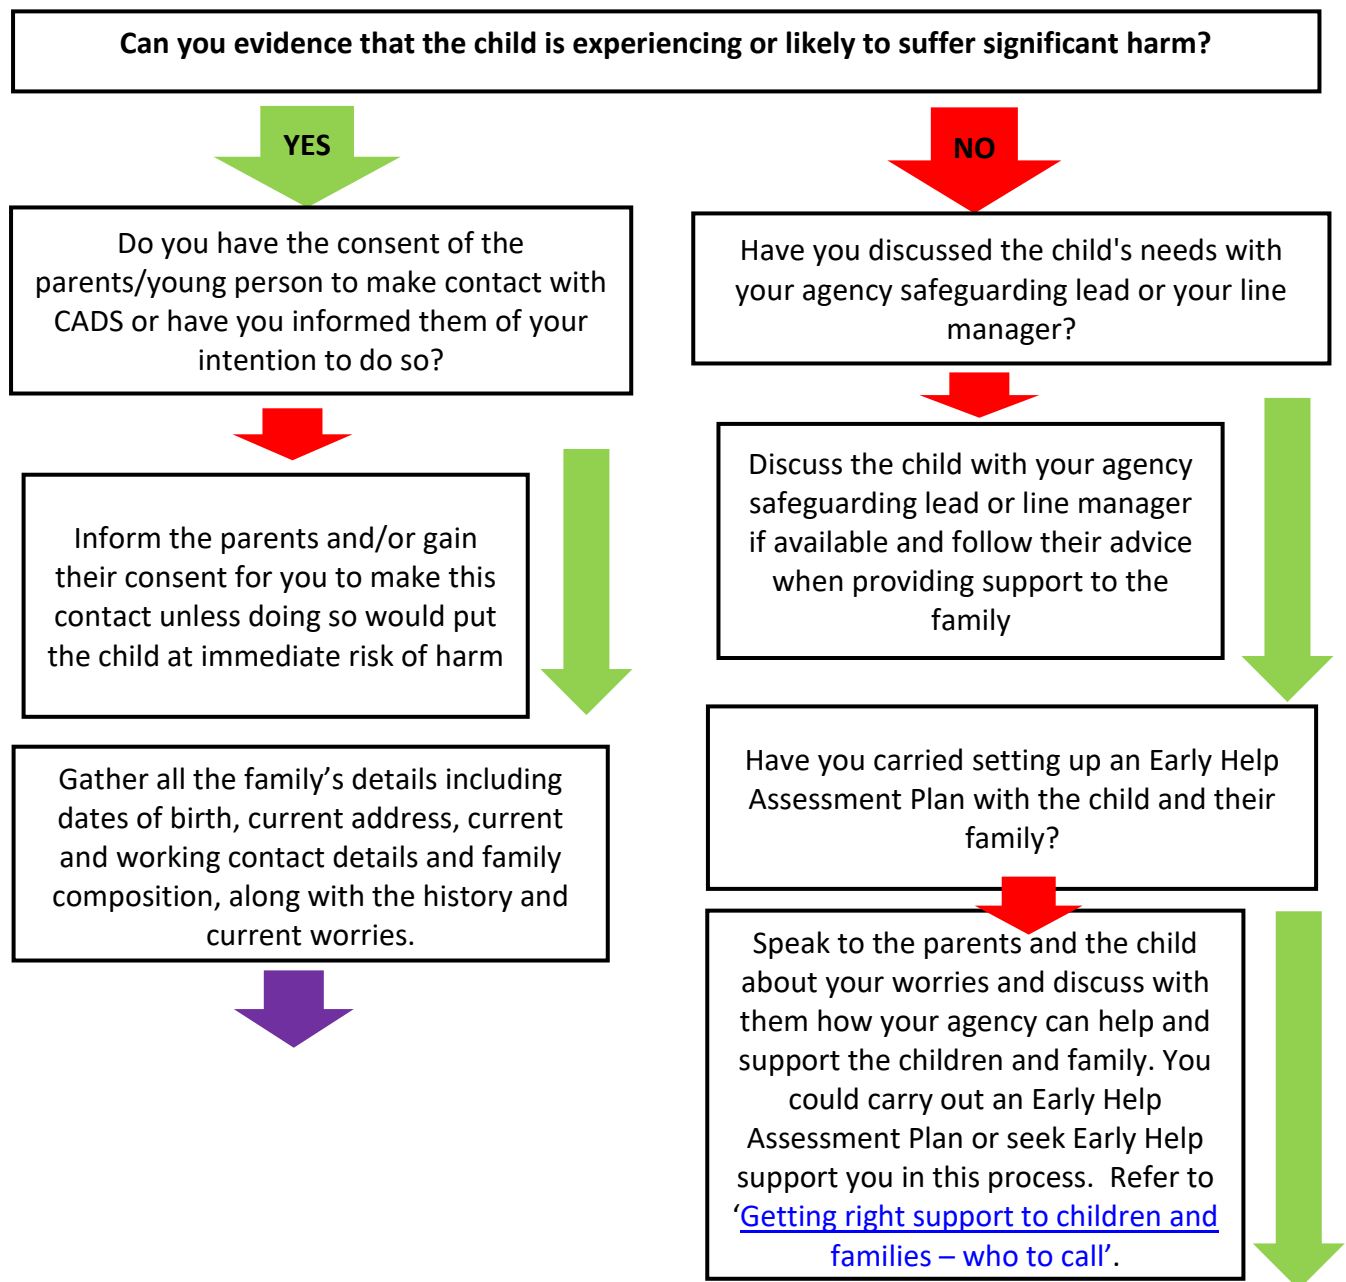 Can you evidence that the child is experiencing or likely to suffer significant harm?
YES
NO
Do you have the consent of the
parents/young person to make contact with
CADS or have you informed them of your
intention to do so?
Have you discussed the child's needs with
your agency safeguarding lead or your line
manager?
Inform the parents and/or gain
their consent for you to make this
contact unless doing so would put
the child at immediate risk of harm
Discuss the child with your agency
safeguarding lead or line manager
if available and follow their advice
when providing support to the
family
Gather all the family’s details including
dates of birth, current address, current
and working contact details and family
composition, along with the history and
current worries.
Have you carried setting up an Early Help
Assessment Plan with the child and their
family?
Speak to the parents and the child
about your worries and discuss with
them how your agency can help and
support the children and family. You
could carry out an Early Help
Assessment Plan or seek Early Help
support you in this process.  Refer to
‘Getting right support to children and
families – who to call’.